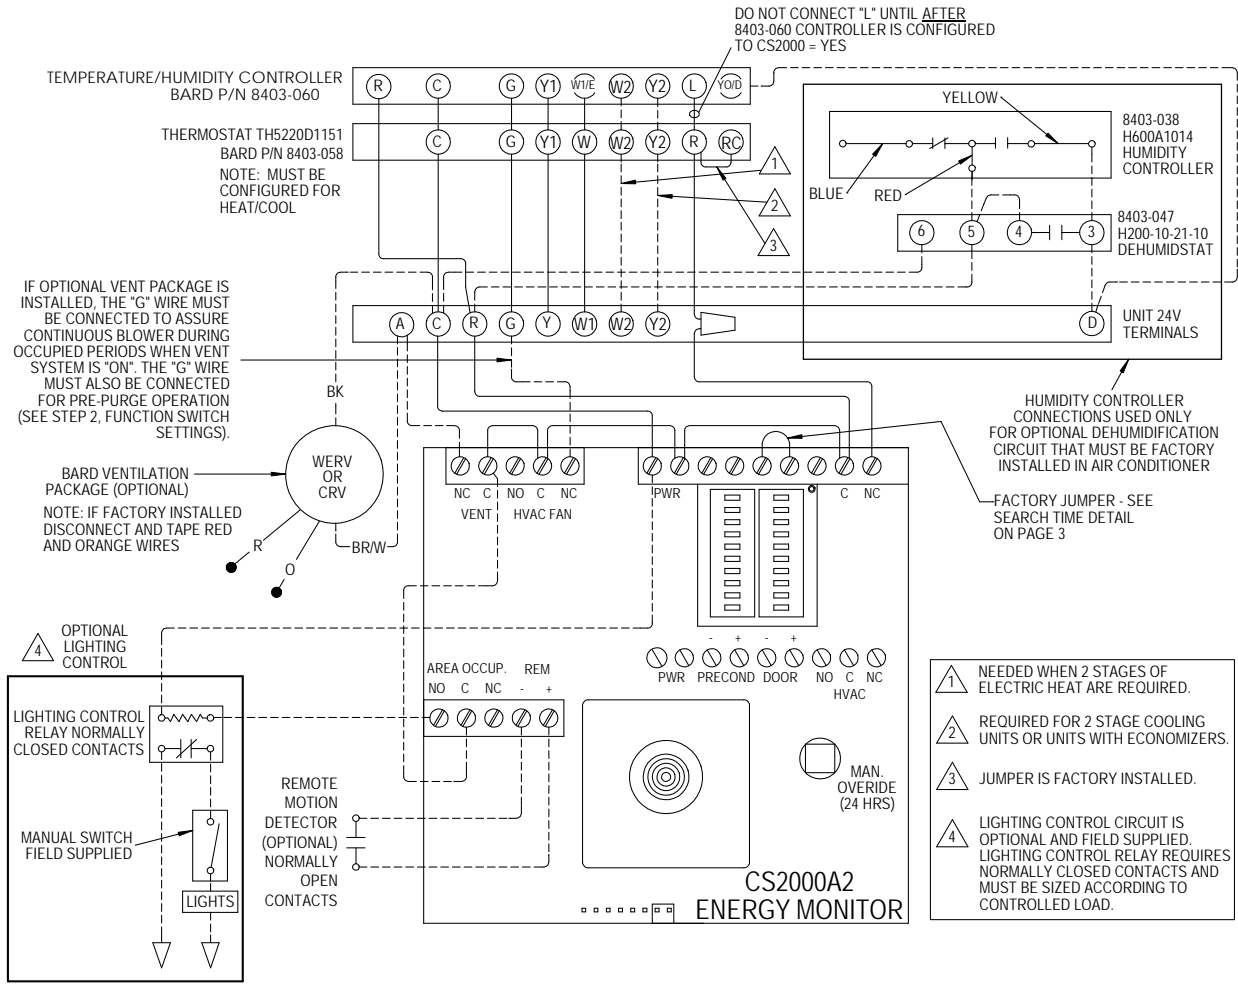 DO NOT CONNECT "L" UNTIL AFTER
8403-060 CONTROLLER IS CONFIGURED
TO CS2000 = YES
TEMPERATURE/HUMIDITY CONTROLLER
BARD P/N 8403-060
R C G Y1 W1/E W2 Y2 L YO/D
THERMOSTAT TH5220D1151
BARD P/N 8403-058
NOTE: MUST BE
CONFIGURED FOR
HEAT/COOL
C G Y1 W W2 Y2 R RC
1
2
3
YELLOW
BLUE
RED
8403-038
H600A1014
HUMIDITY
CONTROLLER
6 5 4 3
8403-047
H200-10-21-10
DEHUMIDSTAT
IF OPTIONAL VENT PACKAGE IS
INSTALLED, THE "G" WIRE MUST
BE CONNECTED TO ASSURE
CONTINUOUS BLOWER DURING
OCCUPIED PERIODS WHEN VENT
SYSTEM IS "ON". THE "G" WIRE
MUST ALSO BE CONNECTED
FOR PRE-PURGE OPERATION
(SEE STEP 2, FUNCTION SWITCH
SETTINGS).
A C R G Y W1 W2 Y2 D
UNIT 24V
TERMINALS
HUMIDITY CONTROLLER
CONNECTIONS USED ONLY
FOR OPTIONAL DEHUMIDIFICATION
CIRCUIT THAT MUST BE FACTORY
INSTALLED IN AIR CONDITIONER
BK
WERV
OR
CRV
BARD VENTILATION
PACKAGE (OPTIONAL)
NOTE: IF FACTORY INSTALLED
DISCONNECT AND TAPE RED
AND ORANGE WIRES
R
O
BR/W
NC C NO C NC
VENT HVAC FAN
PWR C NC
FACTORY JUMPER - SEE
SEARCH TIME DETAIL
ON PAGE 3
- + - +
PWR PRECOND DOOR NO C NC
HVAC
4
OPTIONAL
LIGHTING
CONTROL
AREA OCCUP. REM
NO C NC - +
LIGHTING CONTROL
RELAY NORMALLY
CLOSED CONTACTS
MANUAL SWITCH
FIELD SUPPLIED
LIGHTS
REMOTE
MOTION
DETECTOR
(OPTIONAL)
NORMALLY
OPEN
CONTACTS
MAN.
OVERIDE
(24 HRS)
CS2000A2
ENERGY MONITOR
1 NEEDED WHEN 2 STAGES OF
ELECTRIC HEAT ARE REQUIRED.
2 REQUIRED FOR 2 STAGE COOLING
UNITS OR UNITS WITH ECONOMIZERS.
3 JUMPER IS FACTORY INSTALLED.
4 LIGHTING CONTROL CIRCUIT IS
OPTIONAL AND FIELD SUPPLIED.
LIGHTING CONTROL RELAY REQUIRES
NORMALLY CLOSED CONTACTS AND
MUST BE SIZED ACCORDING TO
CONTROLLED LOAD.